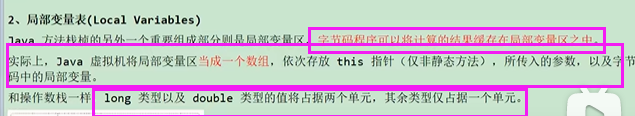 2、局部变量表(Local Variables)
Java 方法栈桢的另外一个重要组成部分则是局部变量区，字节码程序可以将计算的结果缓存在局部变量区之中。
实际上，Java 虚拟机将局部变量区当成一个数组，依次存放 this 指针（仅非静态方法），所传入的参数，以及字节
码中的局部变量。
和操作数栈一样，long 类型以及 double 类型的值将占据两个单元，其余类型仅占据一个单元。